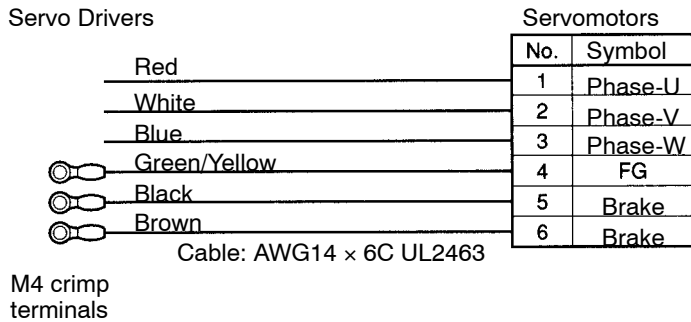 Servo Drivers
Servomotors
No. Symbol
Red
1 Phase-U
White
2 Phase-V
Blue
3 Phase-W
Green/Yellow
4 FG
Black
5 Brake
Brown
6 Brake
Cable: AWG14 × 6C UL2463
M4 crimp
terminals